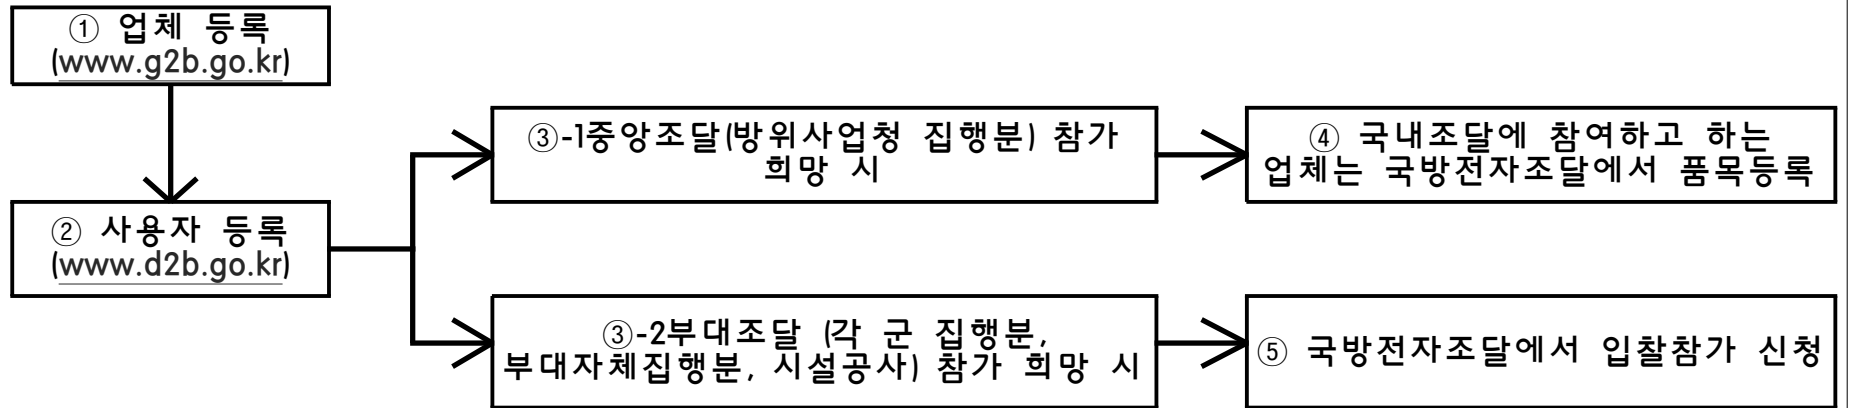 ① 업체 등록
(www.g2b.go.kr)
② 사용자 등록
(www.d2b.go.kr)
③-1중앙조달(방위사업청 집행분) 참가
희망 시
④ 국내조달에 참여하고 하는
업체는 국방전자조달에서 품목등록
③-2부대조달 (각 군 집행분,
부대자체집행분, 시설공사) 참가 희망 시
⑤ 국방전자조달에서 입찰참가 신청